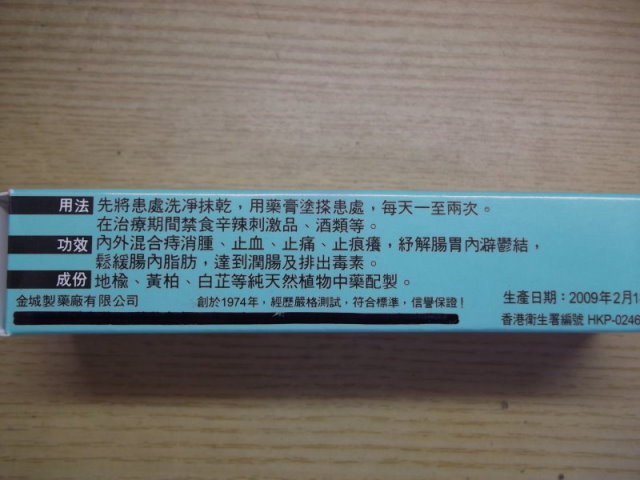 用法 先將患處洗凈抹乾，用藥膏塗搽患處，每天一至兩次。
在治療期間禁食辛辣刺激品、酒類等。
功效 內外混合痔消腫、止血、止痛、止痕癢，紓解腸胃內澼鬱結，
鬆緩腸內脂肪，達到潤腸及排出毒素。
成份 地榆、黃柏、白芷等純天然植物中藥配製。
金城製藥廠有限公司 創於1974年，經歷嚴格測試，符合標準，信譽保證！
生產日期：2009年2月1
香港衛生署編號 HKP-0246